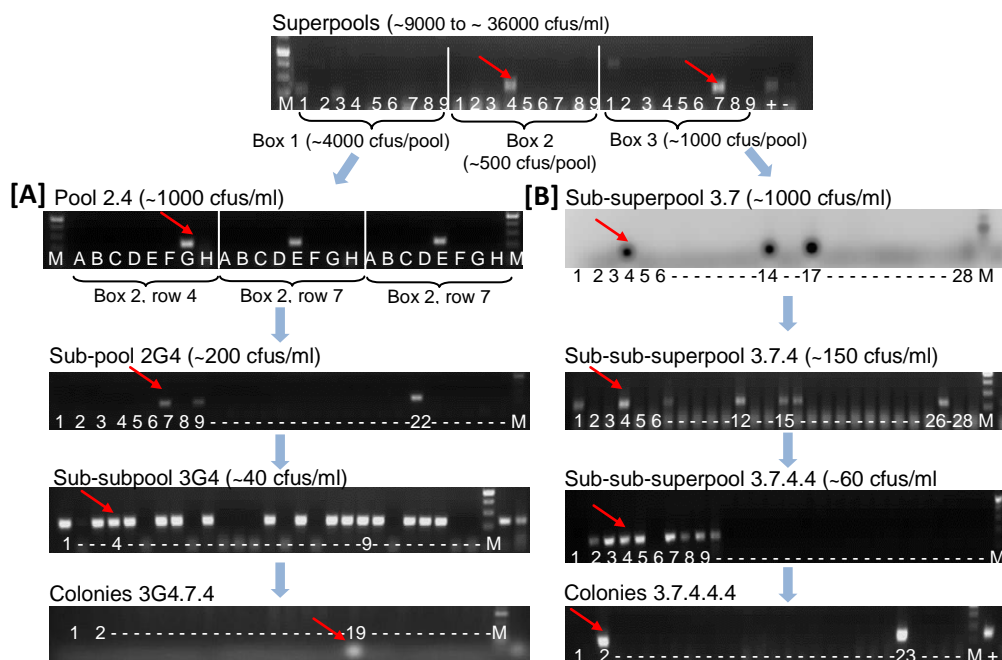 Superpools (~9000 to ~ 36000 cfus/ml)
M 1 2 3 4 5 6 7 8 9 1 2 3 4 5 6 7 8 9 1 2 3 4 5 6 7 8 9 + -
Box 1 (~4000 cfus/pool)
Box 2
(~500 cfus/pool)
Box 3 (~1000 cfus/pool)
[A]
Pool 2.4 (~1000 cfus/ml)
M A B C D E F G H A B C D E F G H A B C D E F G H M
Box 2, row 4
Box 2, row 7
Box 2, row 7
Sub-pool 2G4 (~200 cfus/ml)
1 2 3 4 5 6 7 8 9 - - - - - - - - - - - - -22- - - - - - M
Sub-subpool 3G4 (~40 cfus/ml)
1 - - - 4 - - - - - - - - - - - - - - - - -9- - - - - - - - - - M
Colonies 3G4.7.4
1 2 - - - - - - - - - - - - - - - - - - -19- - - - - - - - - - -M
[B]
Sub-superpool 3.7 (~1000 cfus/ml)
1 2 3 4 5 6 - - - - - - -14- - -17- - - - - - - - - - - - 28 M
Sub-sub-superpool 3.7.4 (~150 cfus/ml)
1 2 3 4 5 6 - - - - - -12- - -15- - - - - - - - - - 26-28 M
Sub-sub-superpool 3.7.4.4 (~60 cfus/ml
1 2 3 4 5 6 7 8 9 - - - - - - - - - - - - - - - - - - - M
Colonies 3.7.4.4.4
1 2 - - - - - - - - - - - - - - - - - - -23- - - - - M +